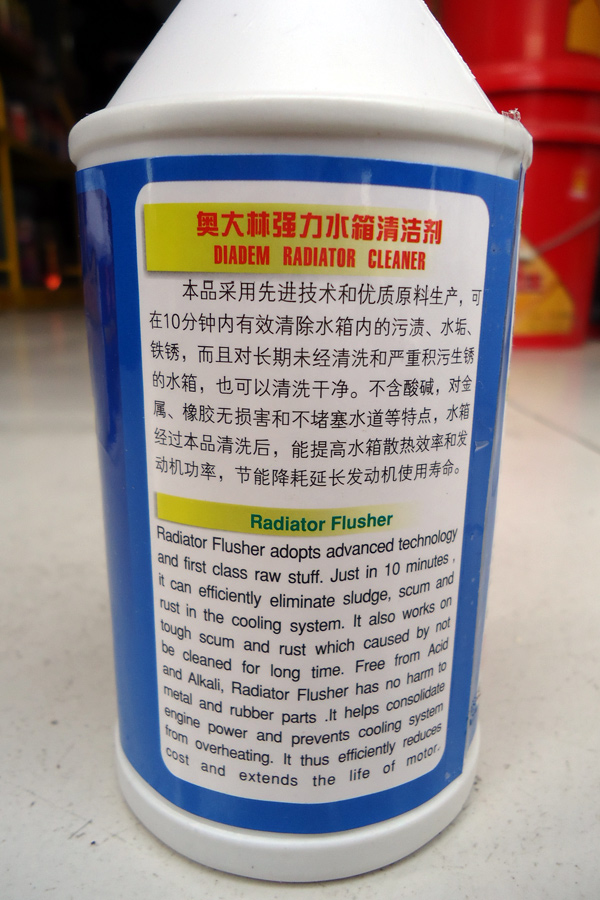 奥大林强力水箱清洁剂
DIADEM RADIATOR CLEANER
本品采用先进技术和优质原料生产，可
在10分钟内有效清除水箱内的污渍、水垢、
铁锈，而且对长期未经清洗和严重积污生锈
的水箱，也可以清洗干净。不含酸碱，对金
属、橡胶无损害和不堵塞水道等特点，水箱
经过本品清洗后，能提高水箱散热效率和发
动机功率，节能降耗延长发动机使用寿命。
Radiator Flusher
Radiator Flusher adopts advanced technology
and first class raw stuff. Just in 10 minutes ,
it can efficiently eliminate sludge, scum and
rust in the cooling system. It also works on
tough scum and rust which caused by not
be cleaned for long time. Free from Acid
and Alkali, Radiator Flusher has no harm to
metal and rubber parts .It helps consolidate
engine power and prevents cooling system
from overheating. It thus efficiently reduces
cost and extends the life of motor.